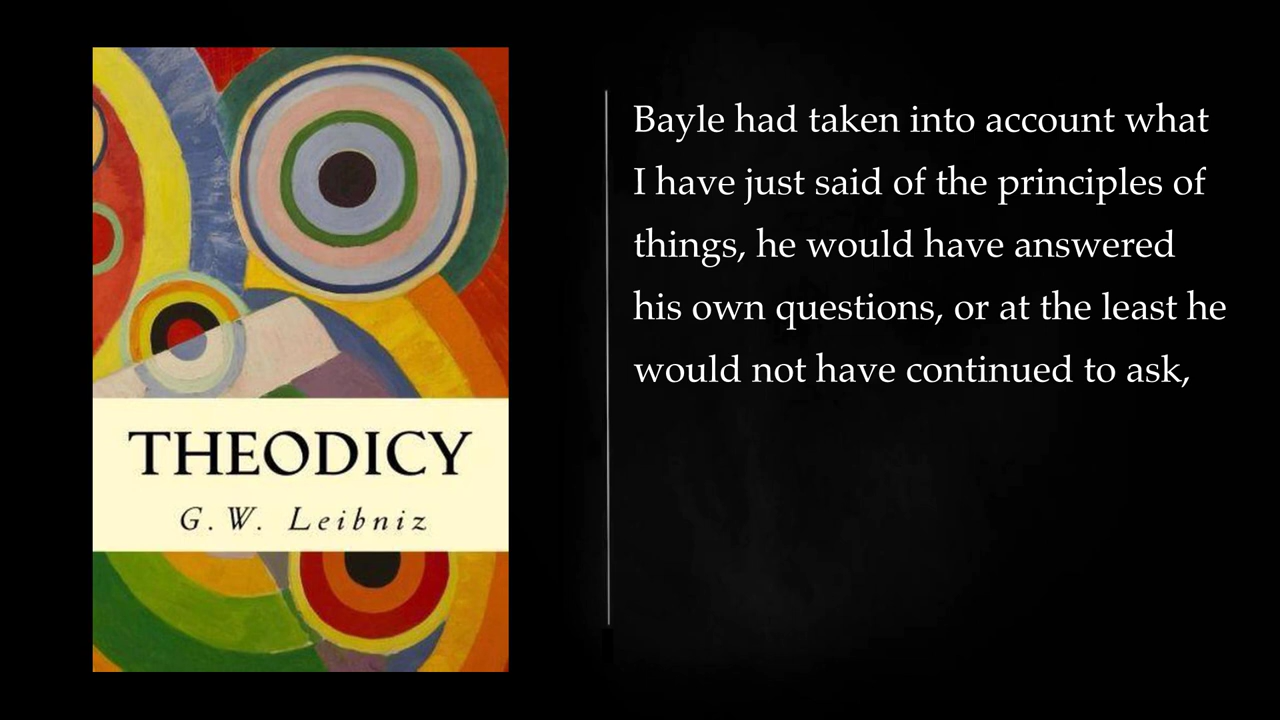 THEODICY
G. W. Leibniz
Bayle had taken into account what
I have just said of the principles of
things, he would have answered
his own questions, or at the least he
would not have continued to ask,